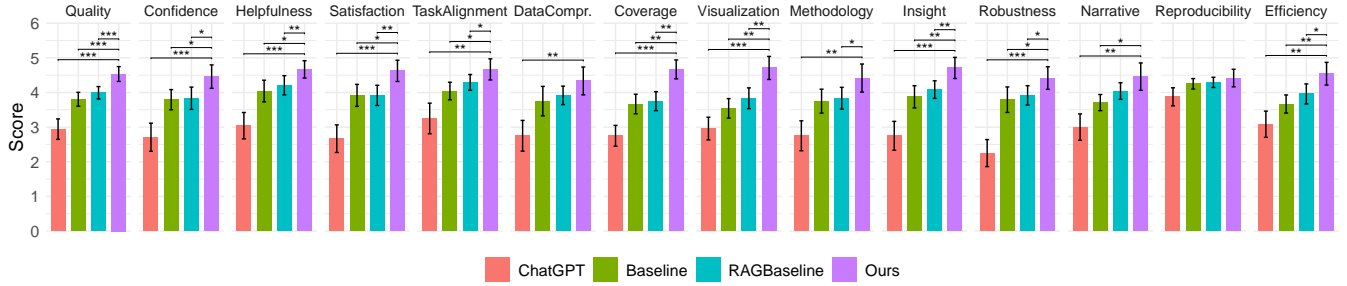 Quality Confidence Helpfulness Satisfaction TaskAlignment DataCompr. Coverage Visualization Methodology Insight Robustness Narrative Reproducibility Efficiency
6
*** * ** ** * ** ** * ** * * *
*** * * * * ** ** ** ** ** * ** **
*** *** *** *** ** *** *** *** *** **
5
4
Score
3
2
1
0
ChatGPT Baseline RAGBaseline Ours